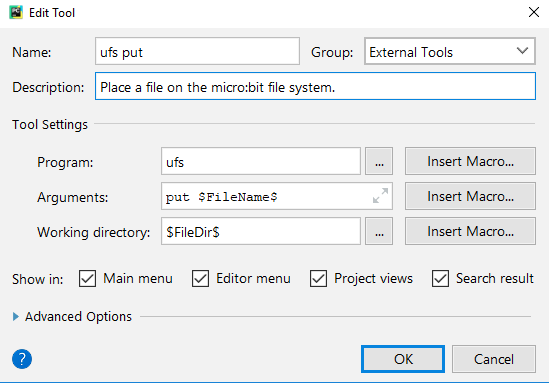 Edit Tool
Name: ufs put Group: External Tools
Description: Place a file on the micro:bit file system.
Tool Settings
Program: ufs ... Insert Macro...
Arguments: put $FileName$ Insert Macro...
Working directory: $FileDir$ ... Insert Macro...
Show in: Main menu Editor menu Project views Search result
Advanced Options
? OK Cancel